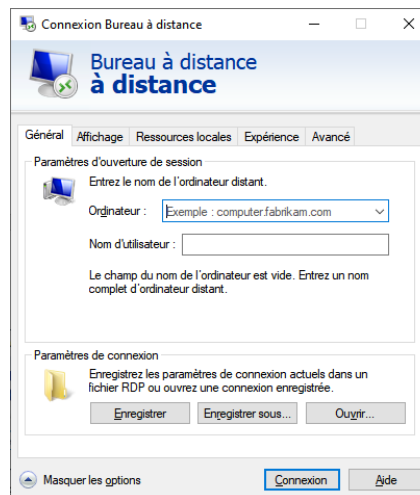 Connexion Bureau à distance
Bureau à distance
à distance
Général Affichage Ressources locales Expérience Avancé
Paramètres d'ouverture de session
Entrez le nom de l'ordinateur distant.
Ordinateur : Exemple : computer.fabrikam.com
Nom d'utilisateur :
Le champ du nom de l'ordinateur est vide. Entrez un nom
complet d'ordinateur distant.
Paramètres de connexion
Enregistrez les paramètres de connexion actuels dans un
fichier RDP ou ouvrez une connexion enregistrée.
Enregistrer Enregistrer sous... Ouvrir...
Masquer les options Connexion Aide